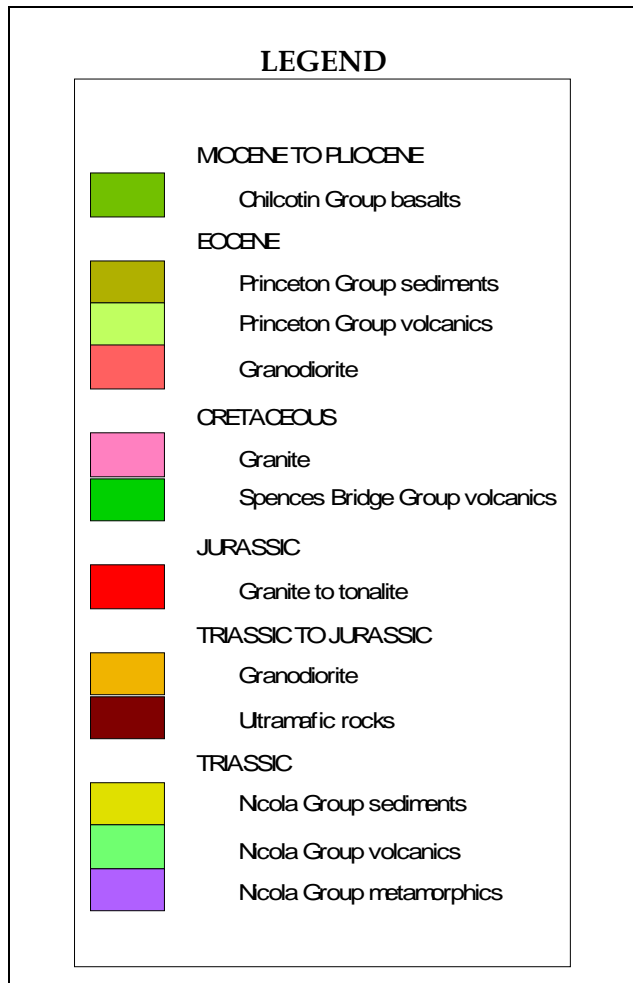 LEGEND
MIOCENE TO PLIOCENE
Chilcotin Group basalts
EOCENE
Princeton Group sediments
Princeton Group volcanics
Granodiorite
CRETACEOUS
Granite
Spences Bridge Group volcanics
JURASSIC
Granite to tonalite
TRIASSIC TO JURASSIC
Granodiorite
Ultramafic rocks
TRIASSIC
Nicola Group sediments
Nicola Group volcanics
Nicola Group metamorphics